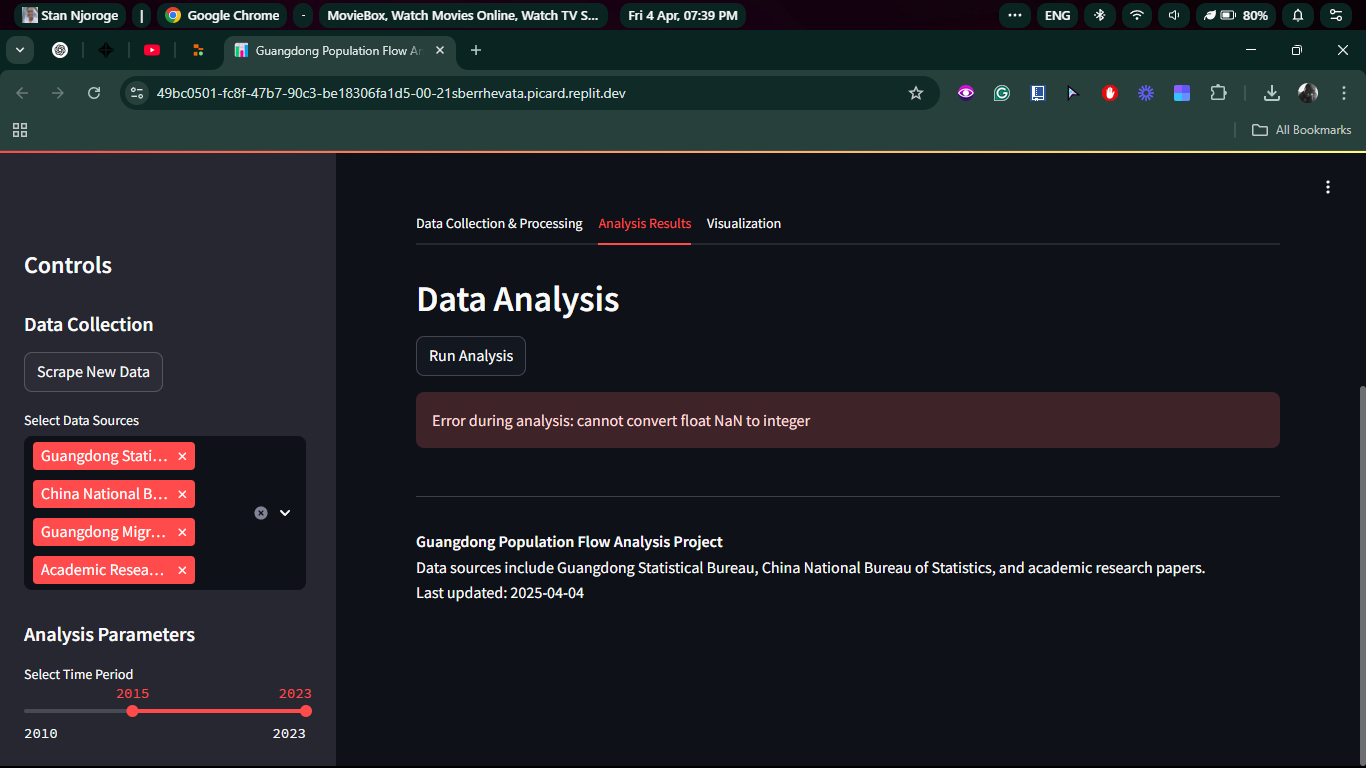 Stan Njoroge
|
Google Chrome
-
MovieBox, Watch Movies Online, Watch TV S...
Fri 4 Apr, 07:39 PM
ENG
80%
Guangdong Population Flow An
49bc0501-fc8f-47b7-90c3-be18306fa1d5-00-21sberrhevata.picard.replit.dev
All Bookmarks
Controls
Data Collection
Scrape New Data
Select Data Sources
Guangdong Stati...
China National B...
Guangdong Migr...
Academic Resea...
Analysis Parameters
Select Time Period
2015 2023
2010 2023
Data Collection & Processing Analysis Results Visualization
Data Analysis
Run Analysis
Error during analysis: cannot convert float NaN to integer
Guangdong Population Flow Analysis Project
Data sources include Guangdong Statistical Bureau, China National Bureau of Statistics, and academic research papers.
Last updated: 2025-04-04